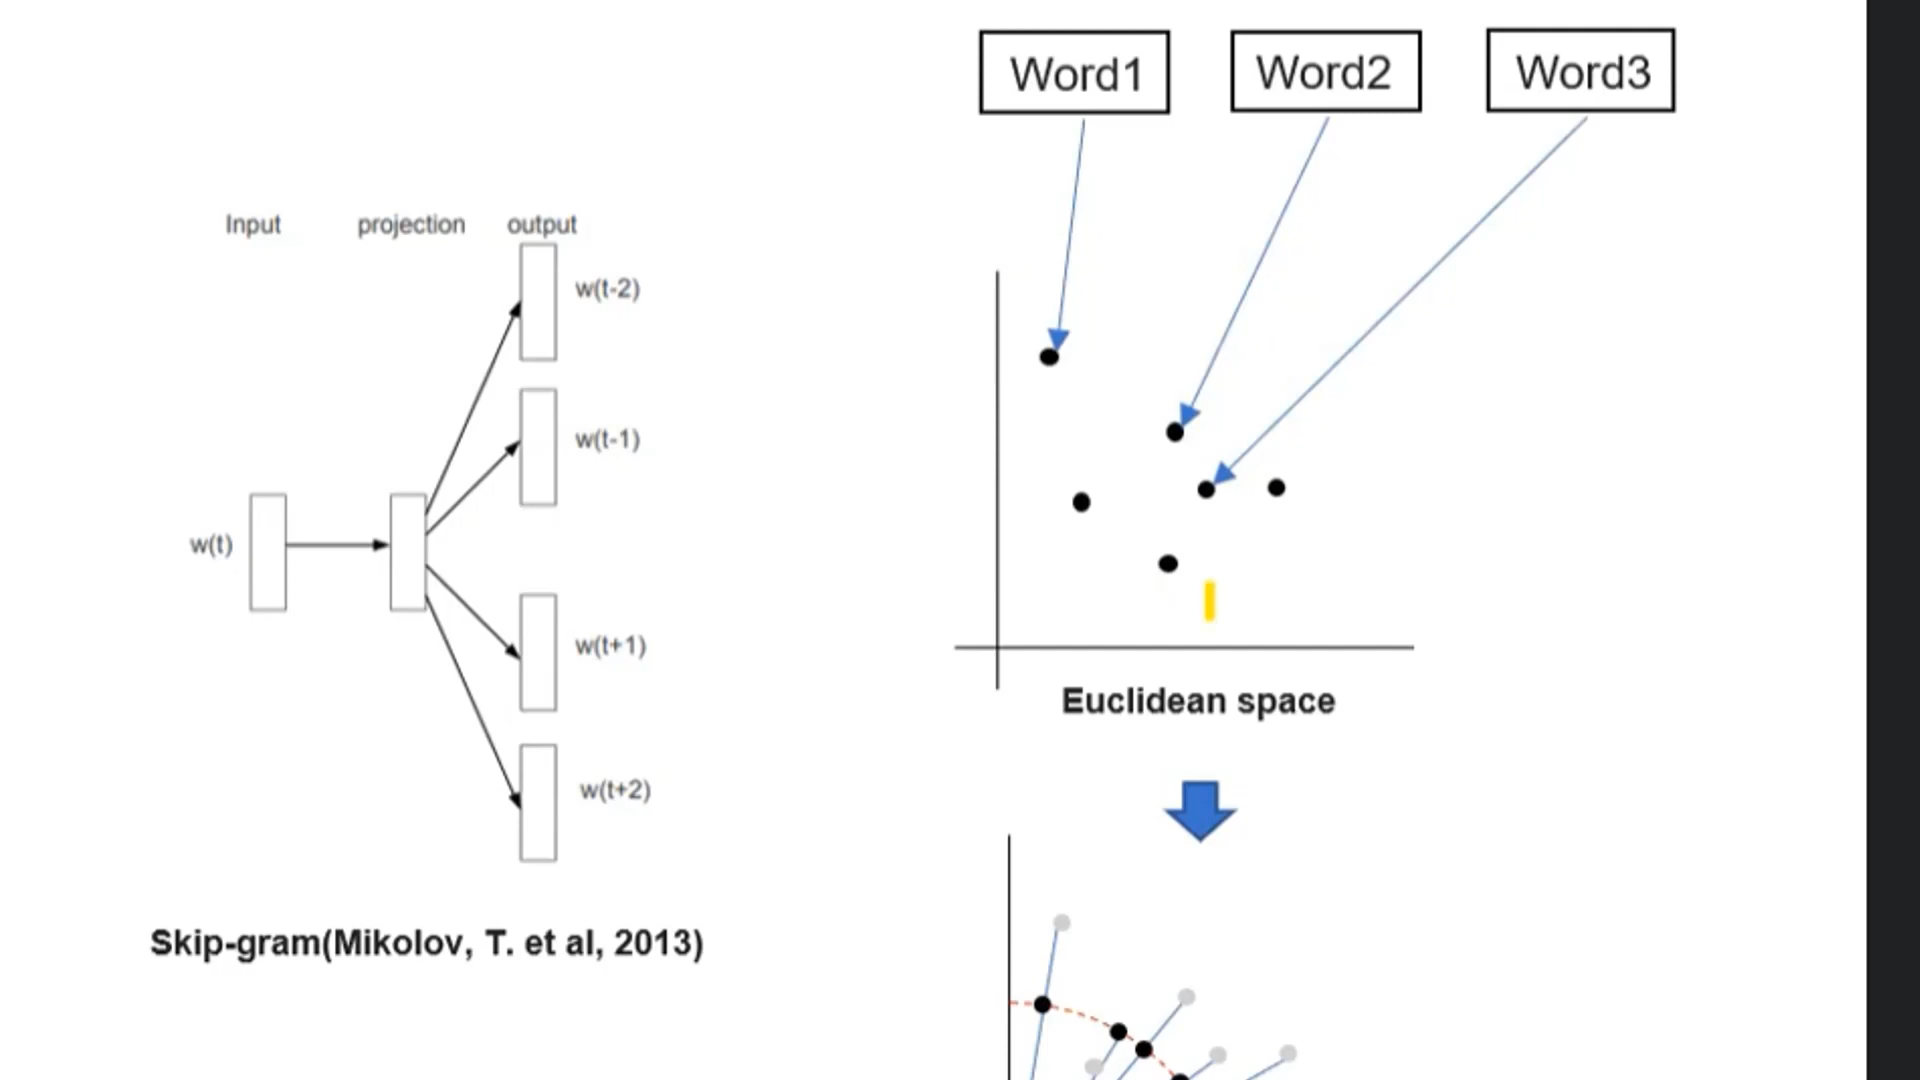 Input projection output
w(t-2)
w(t-1)
w(t)
w(t+1)
w(t+2)
Skip-gram(Mikolov, T. et al, 2013)
Word1 Word2 Word3
Euclidean space